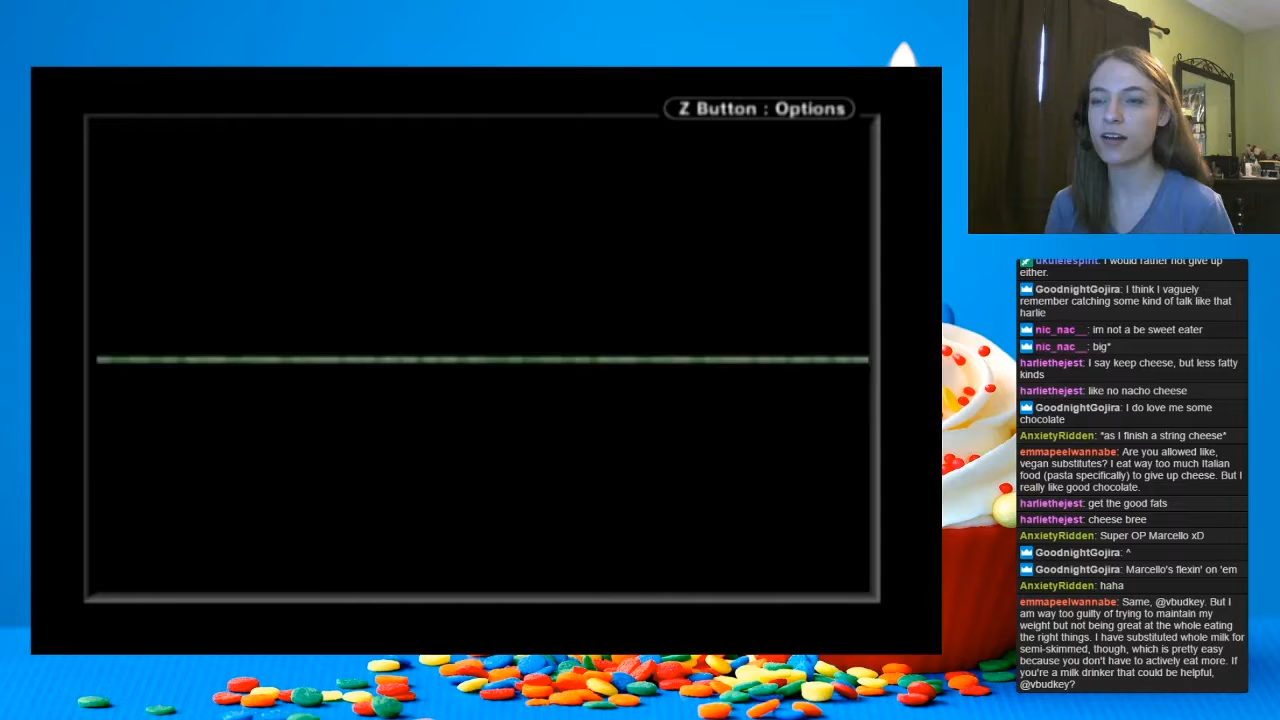 Z Button : Options
ukulelespirit: I would rather not give up
either.
GoodnightGojira: I think I vaguely
remember catching some kind of talk like that
harlie
nic_nac__: im not a be sweet eater
nic_nac__: big*
harliethejest: I say keep cheese, but less fatty
kinds
harliethejest: like no nacho cheese
GoodnightGojira: I do love me some
chocolate
AnxietyRidden: *as I finish a string cheese*
emmapeelwannabe: Are you allowed like,
vegan substitutes? I eat way too much Italian
food (pasta specifically) to give up cheese. But I
really like good chocolate.
harliethejest: get the good fats
harliethejest: cheese bree
AnxietyRidden: Super OP Marcello xD
GoodnightGojira: ^
GoodnightGojira: Marcello's flexin' on 'em
AnxietyRidden: haha
emmapeelwannabe: Same, @vbudkey. But I
am way too guilty of trying to maintain my
weight but not being great at the whole eating
the right things. I have substituted whole milk for
semi-skimmed, though, which is pretty easy
because you don't have to actively eat more. If
you're a milk drinker that could be helpful,
@vbudkey?